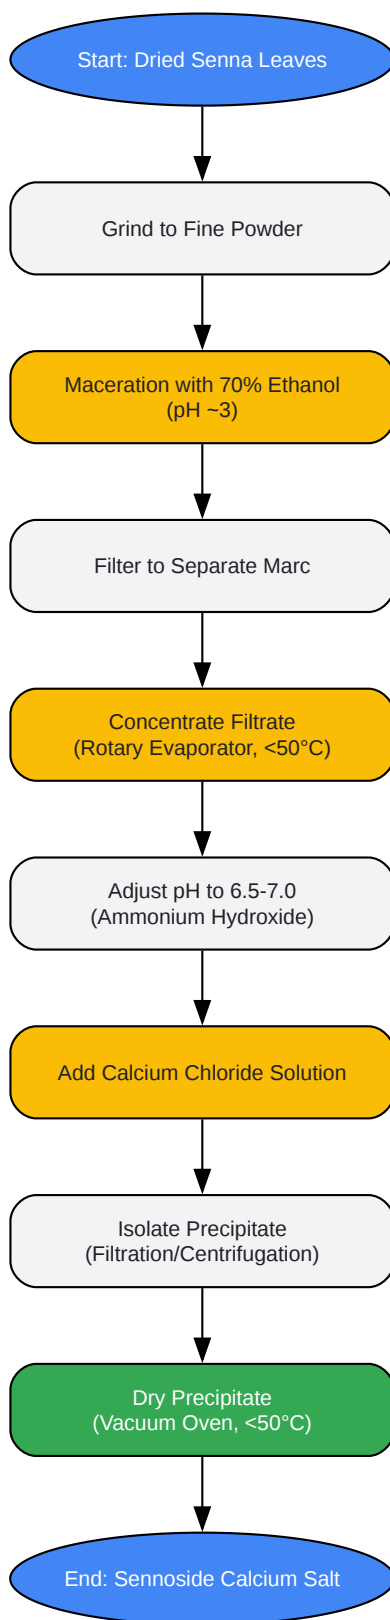 Start: Dried Senna Leaves
Grind to Fine Powder
Maceration with 70% Ethanol
(pH ~3)
Filter to Separate Marc
Concentrate Filtrate
(Rotary Evaporator, <50°C)
Adjust pH to 6.5-7.0
(Ammonium Hydroxide)
Add Calcium Chloride Solution
Isolate Precipitate
(Filtration/Centrifugation)
Dry Precipitate
(Vacuum Oven, <50°C)
End: Sennoside Calcium Salt